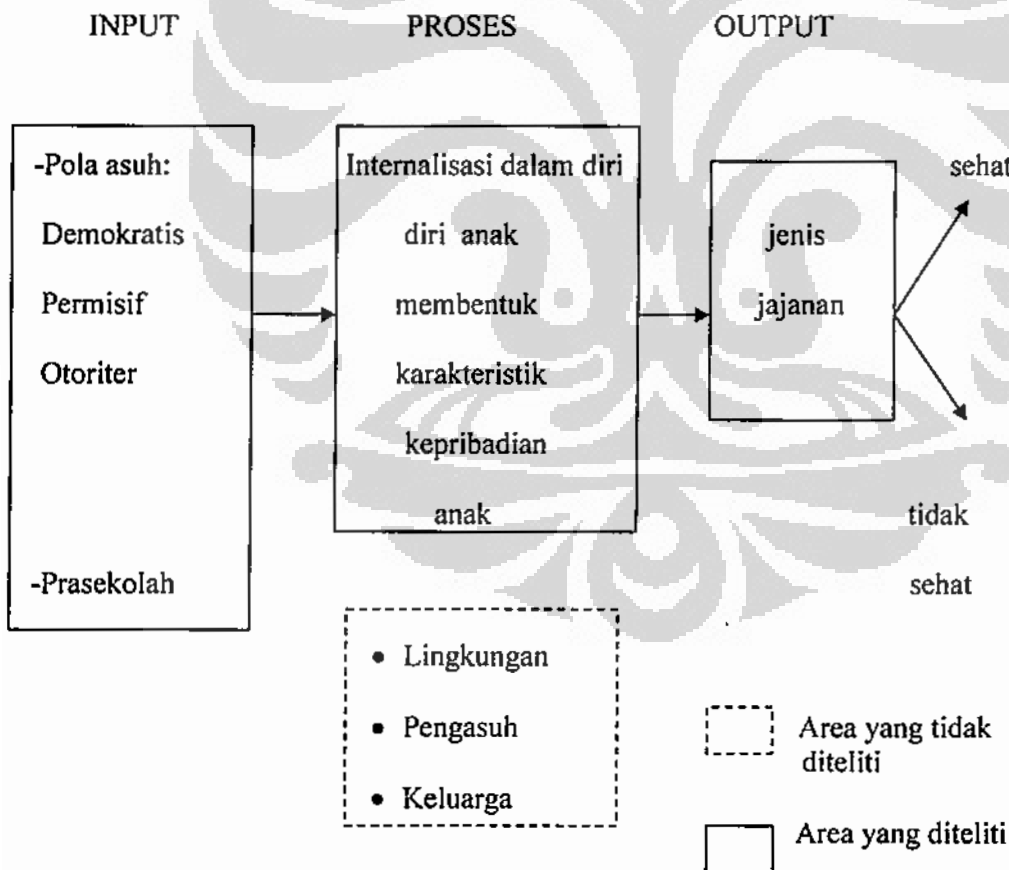 INPUT
PROSES
OUTPUT
-Pola asuh:
Demokratis
Permisif
Otoriter
-Prasekolah
Internalisasi dalam diri
diri anak
membentuk
karakteristik
kepribadian
anak
jenis
jajanan
sehat
tidak
sehat
• Lingkungan
• Pengasuh
• Keluarga
Area yang tidak
diteliti
Area yang diteliti